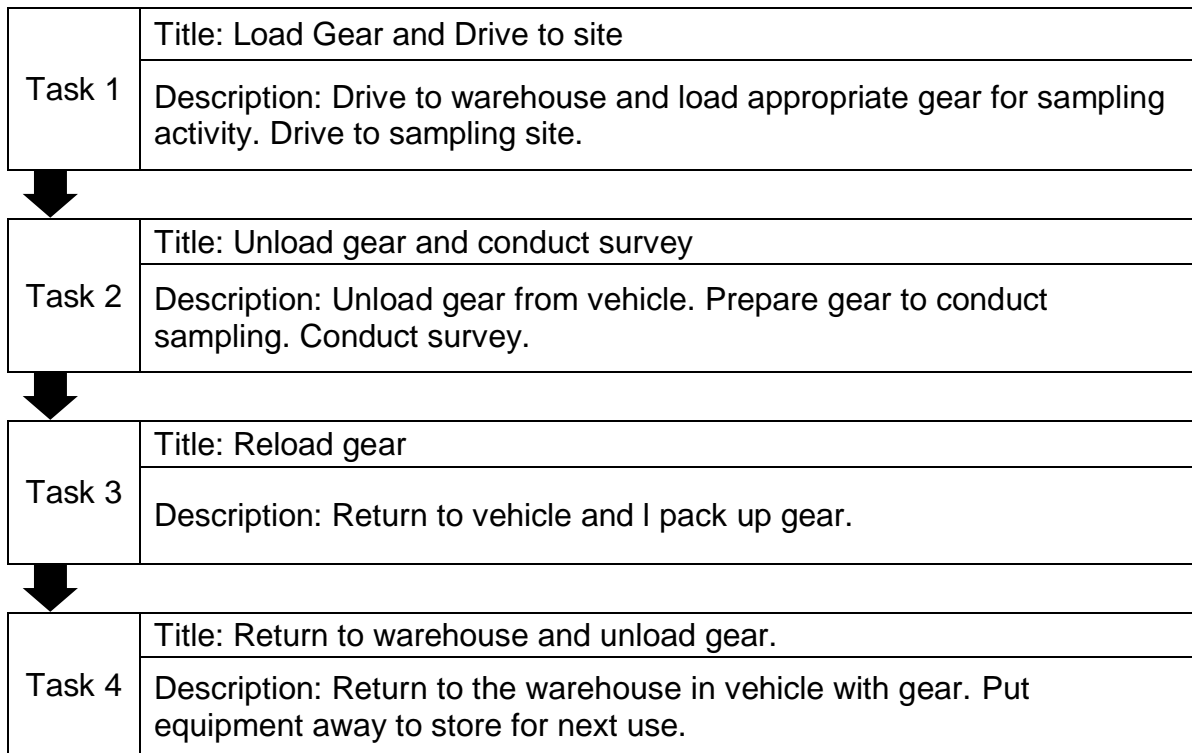 Task 1
Title: Load Gear and Drive to site
Description: Drive to warehouse and load appropriate gear for sampling
activity. Drive to sampling site.
Task 2
Title: Unload gear and conduct survey
Description: Unload gear from vehicle. Prepare gear to conduct
sampling. Conduct survey.
Task 3
Title: Reload gear
Description: Return to vehicle and I pack up gear.
Task 4
Title: Return to warehouse and unload gear.
Description: Return to the warehouse in vehicle with gear. Put
equipment away to store for next use.